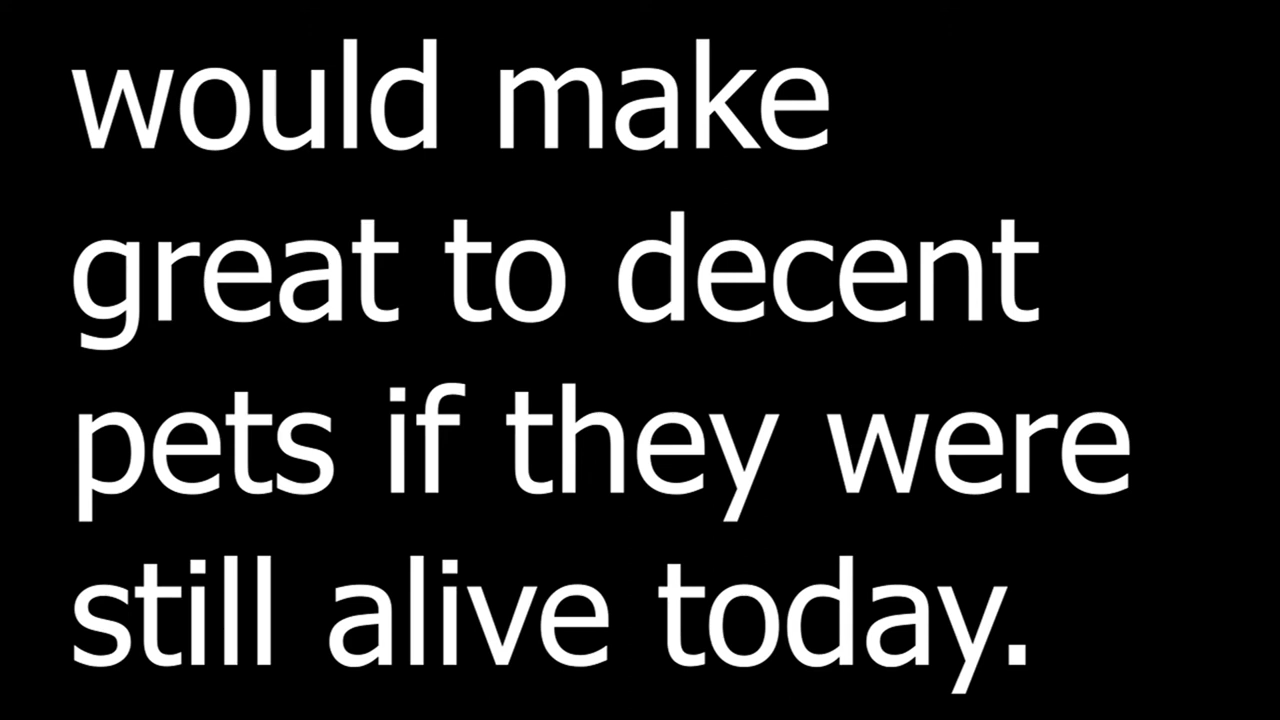 would make
great to decent
pets if they were
still alive today.